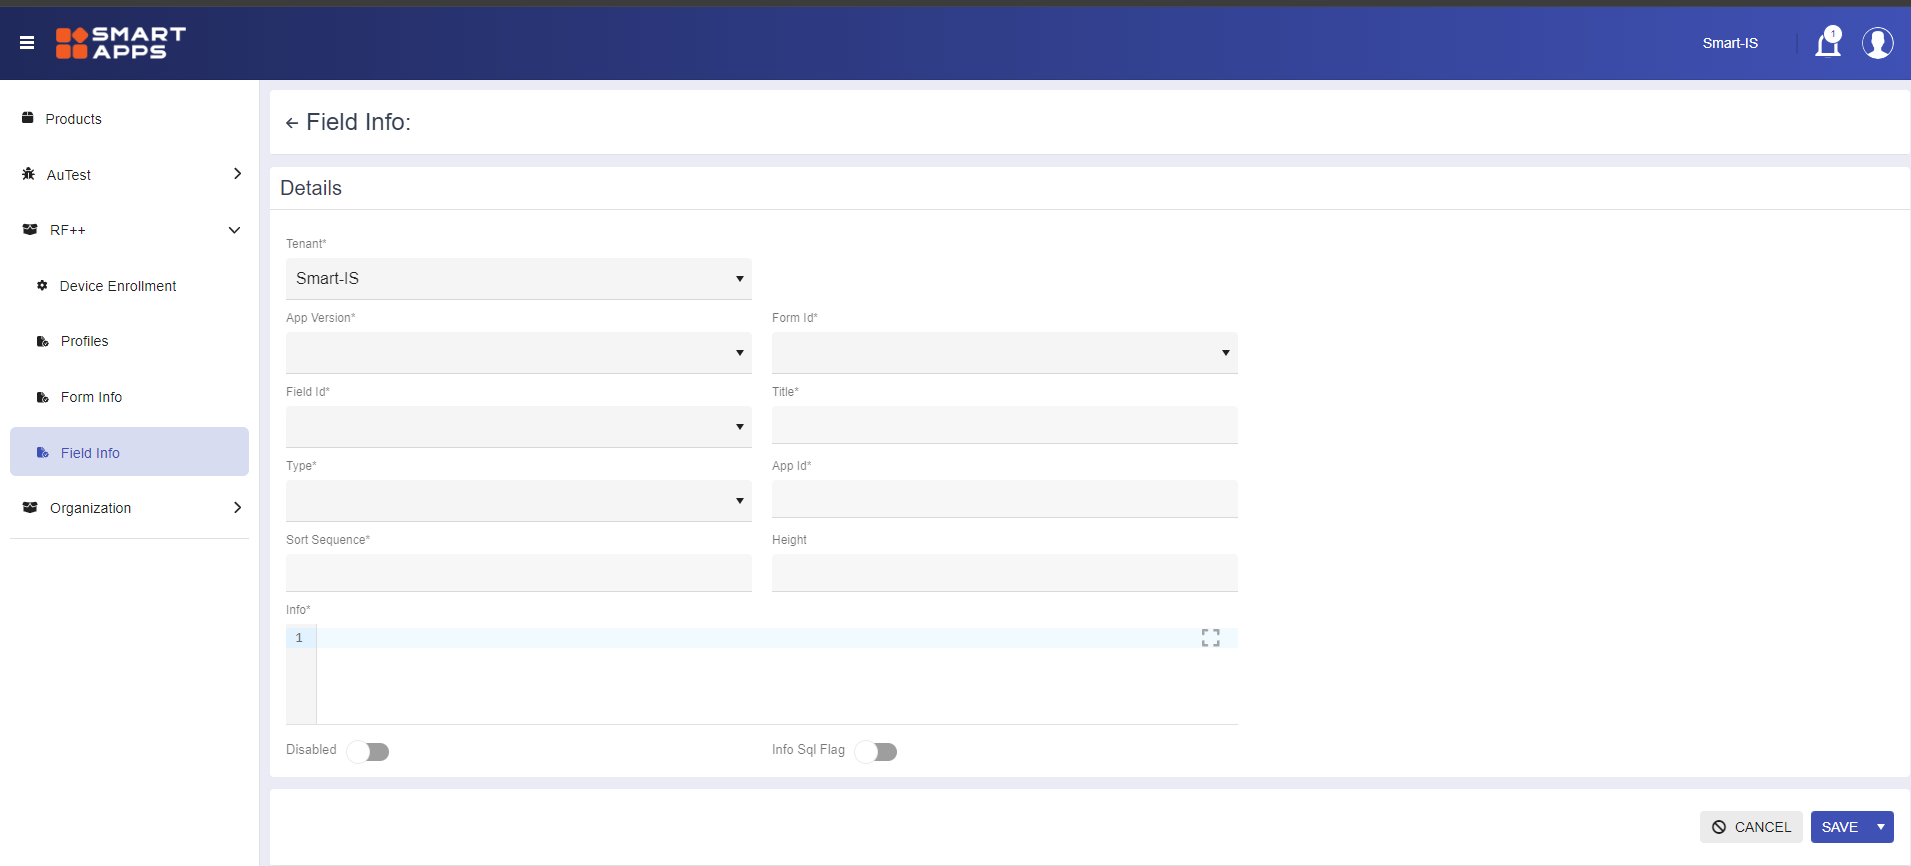 SMART
APPS
Smart-IS
1
Products
AuTest
RF++
Device Enrollment
Profiles
Form Info
Field Info
Organization
Field Info:
Details
Tenant*
Smart-IS
App Version*
Form Id*
Field Id*
Title*
Type*
App Id*
Sort Sequence*
Height
Info*
1
Disabled
Info Sql Flag
CANCEL
SAVE